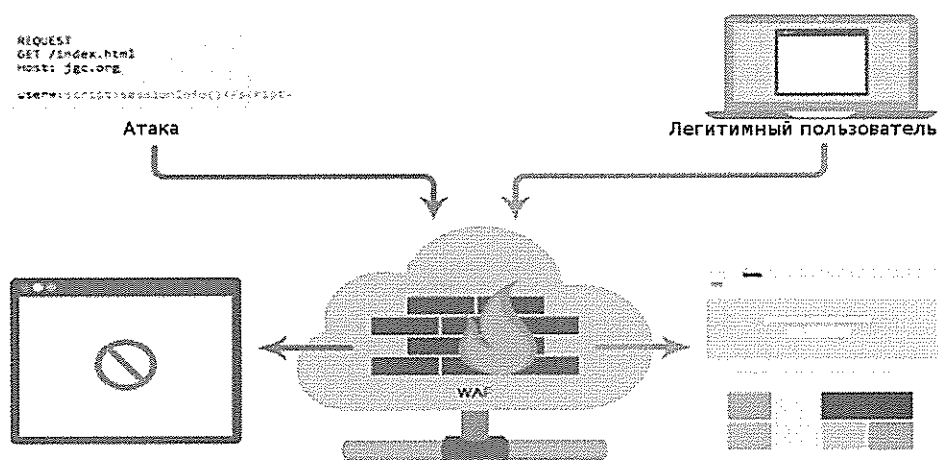 REQUEST
GET /index.html
Host: jgc.org
Атака
Легитимный пользователь
WAF